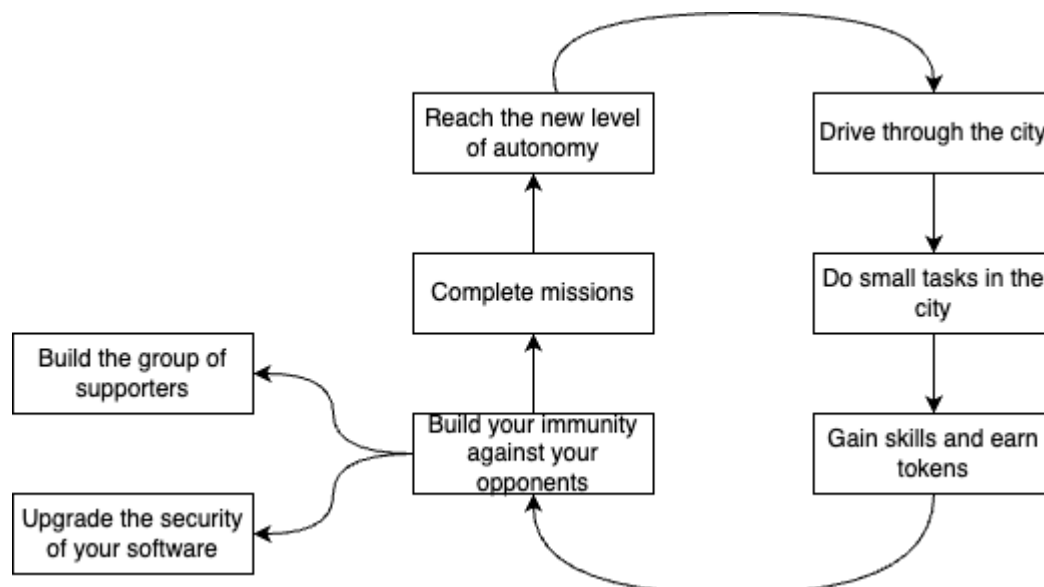 Reach the new level
of autonomy
Drive through the city
Complete missions
Do small tasks in the
city
Build the group of
supporters
Build your immunity
against your
opponents
Gain skills and earn
tokens
Upgrade the security
of your software